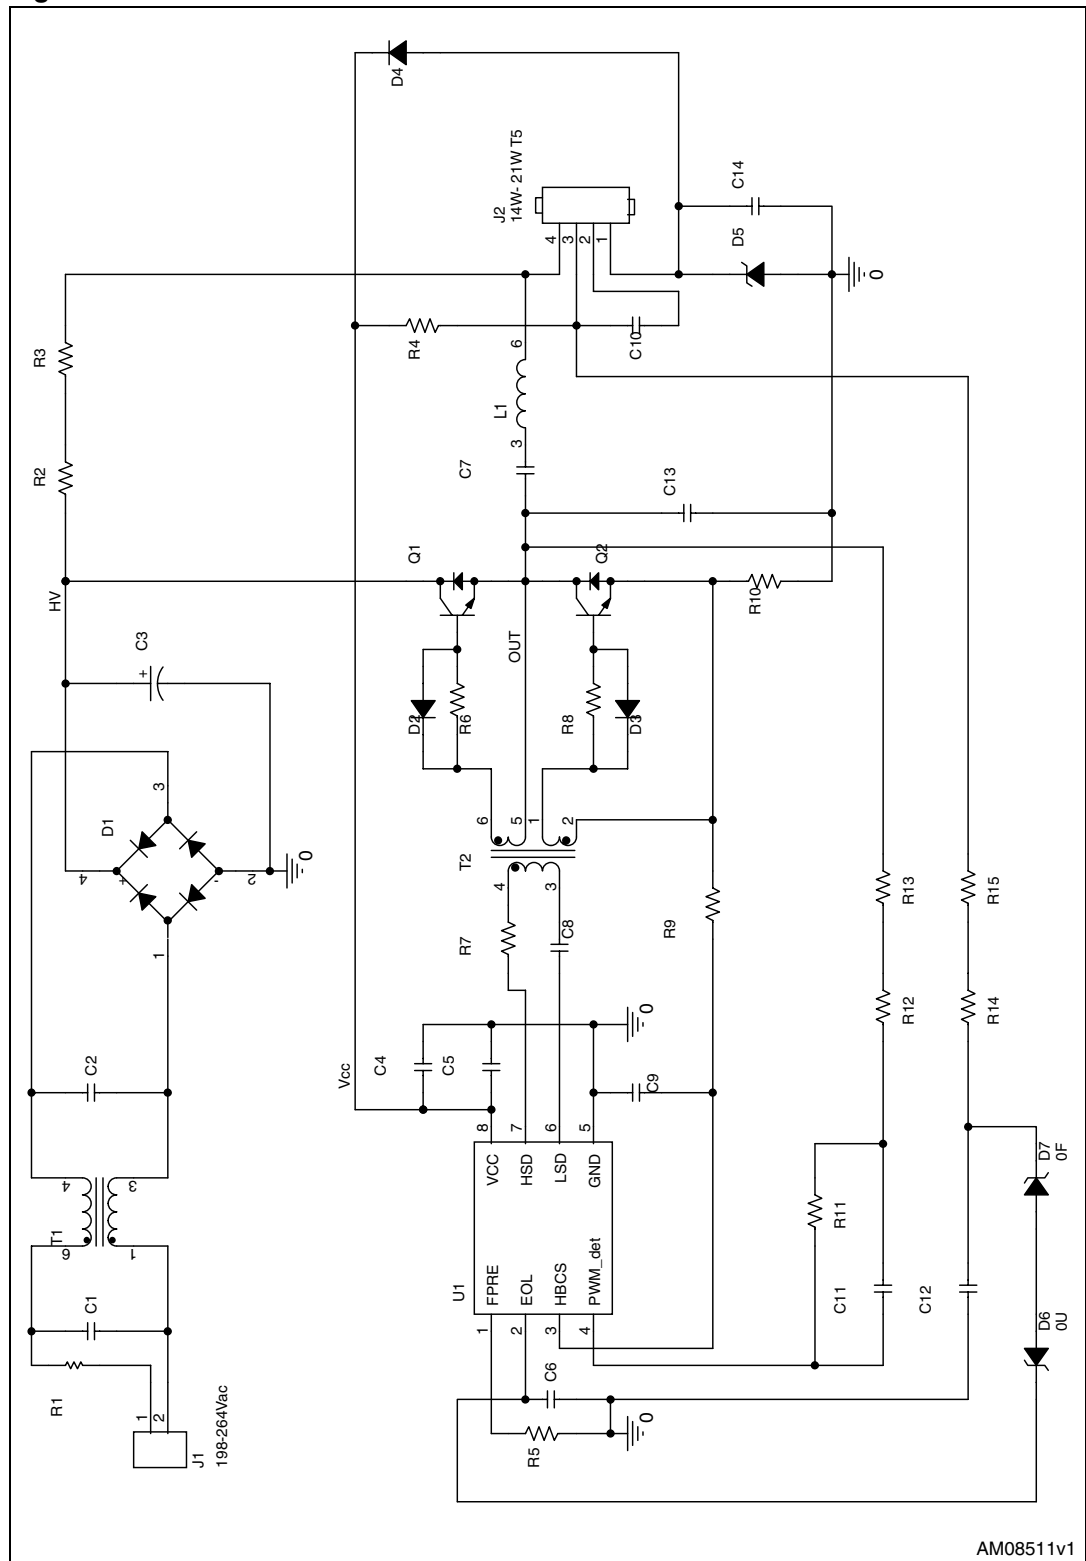 J1
198-264Vac
1
2
R1
C1
T1
6
1
4
3
C2
D1
1
3
4
2
+
-
0
C3
+
HV
R2
R3
U1
FPRE
EOL
HBCS
PWM_det
VCC
HSD
LSD
GND
1
2
3
4
8
7
6
5
R5
C6
0
Vcc
C4
C5
0
C9
R7
C8
T2
4
3
6
5
1
2
R9
D2
R6
R8
D3
OUT
Q1
Q2
R10
C7
C13
3
L1
6
R4
C10
J2
14W- 21W T5
4
3
2
1
D4
D5
C14
0
R11
C11
C12
R12
R13
R14
R15
D6
0U
D7
0F
AM08511v1